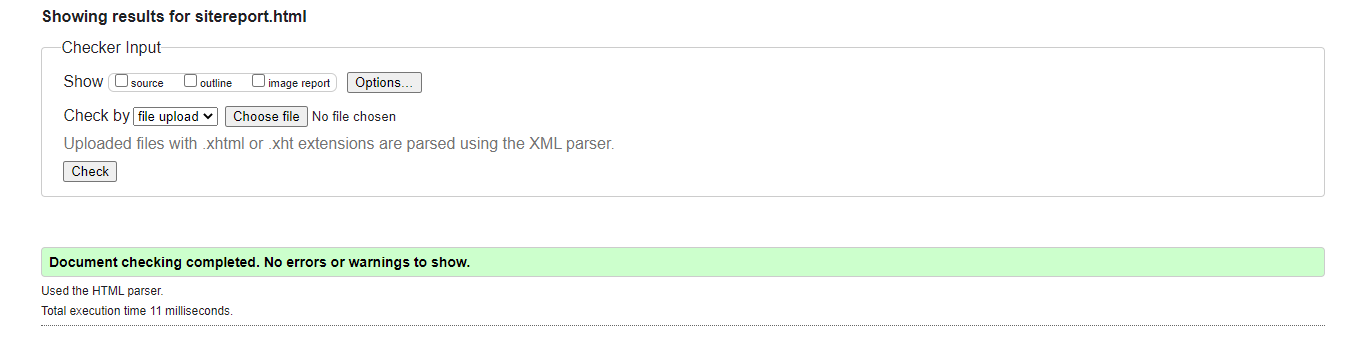 Showing results for sitereport.html
Checker Input
Show source outline image report Options...
Check by file upload Choose file No file chosen
Uploaded files with .xhtml or .xht extensions are parsed using the XML parser.
Check
Document checking completed. No errors or warnings to show.
Used the HTML parser.
Total execution time 11 milliseconds.